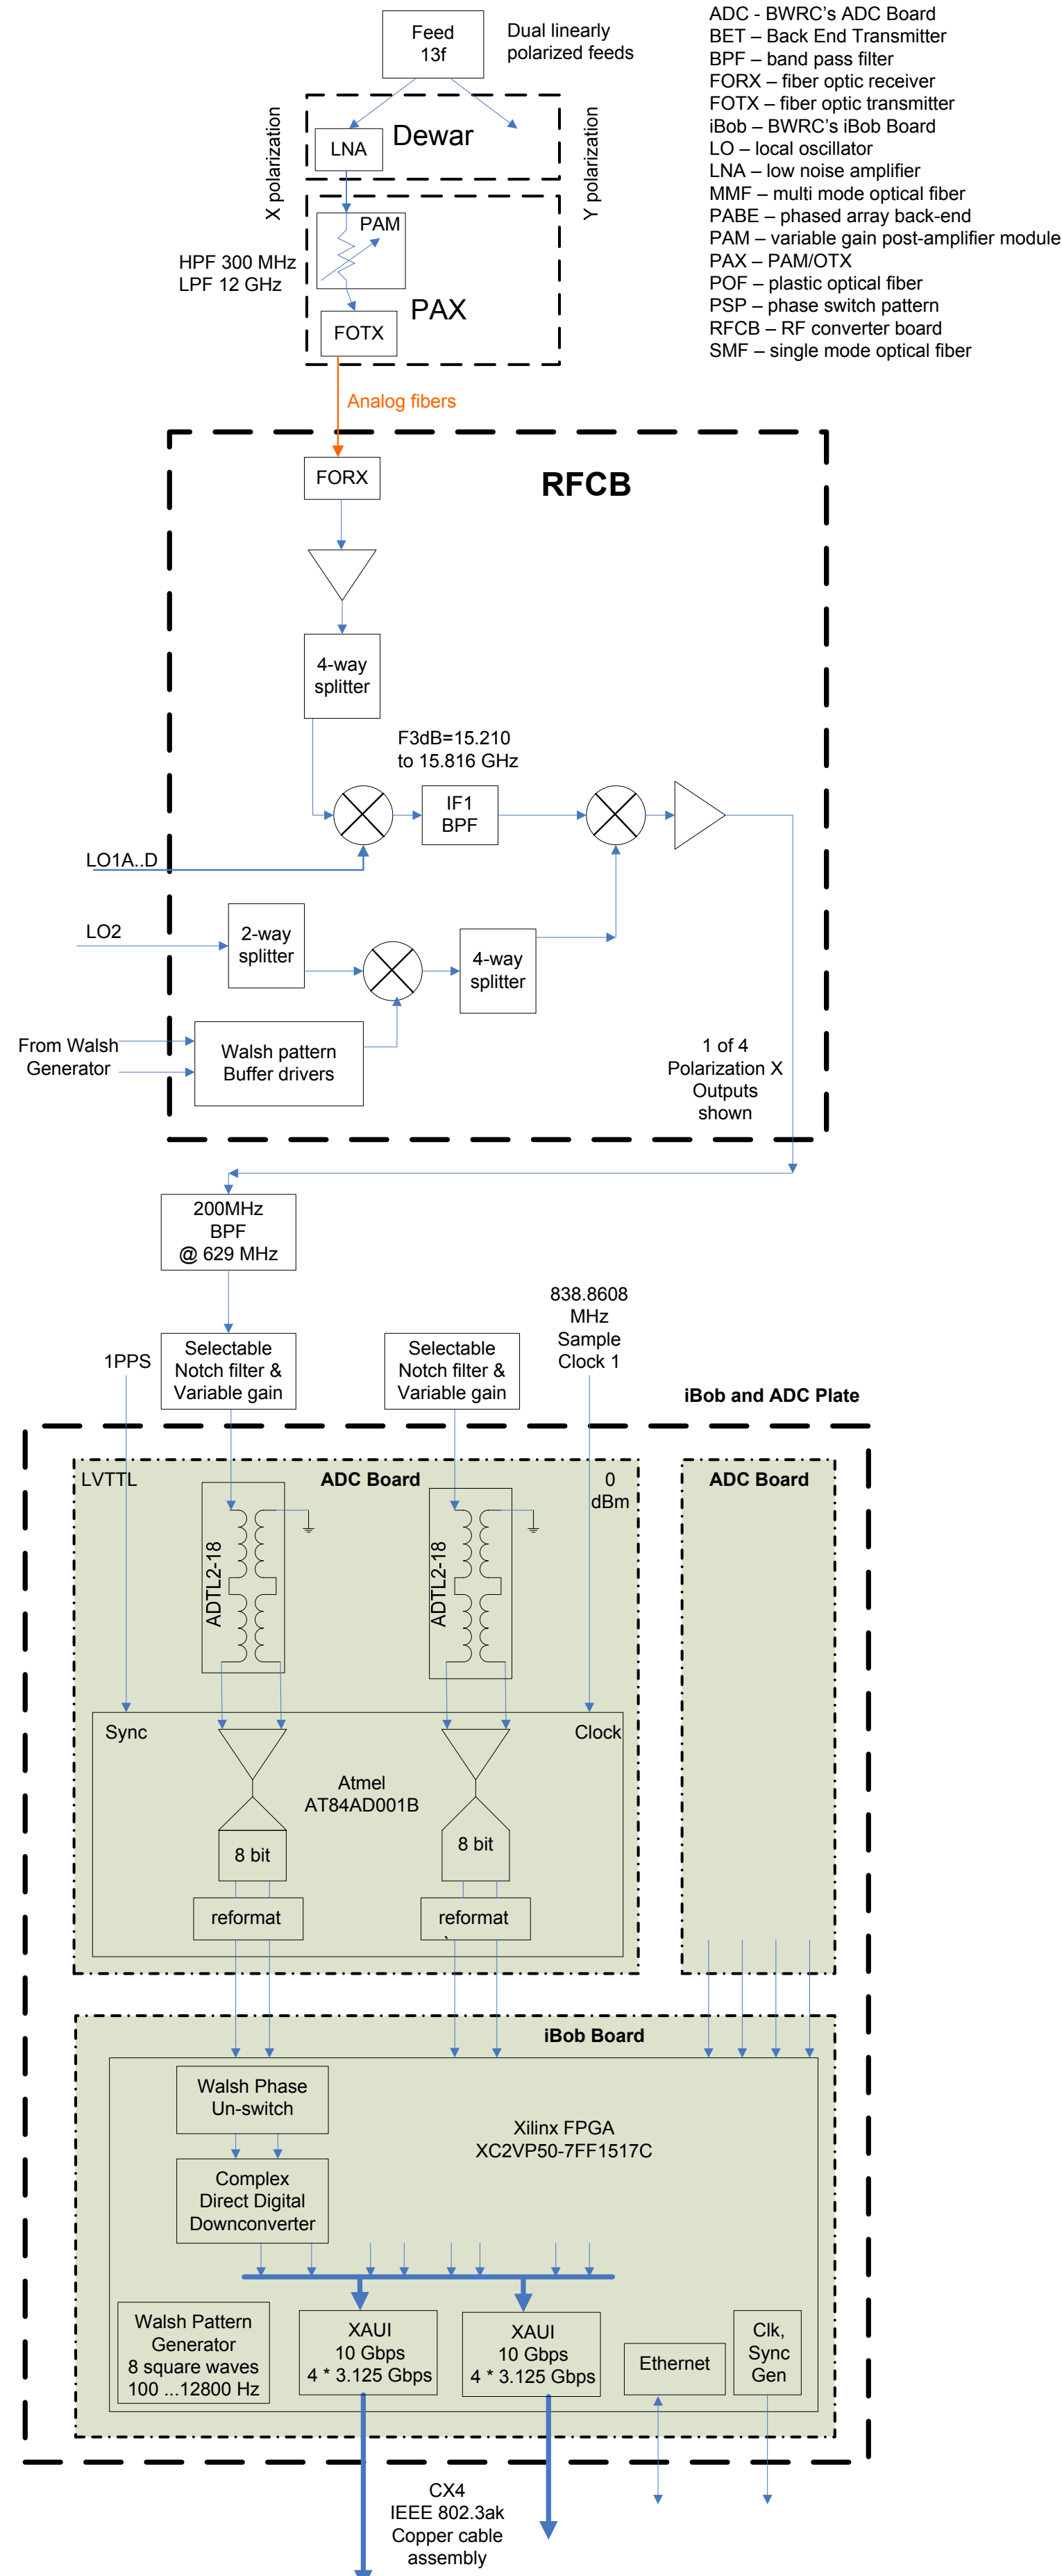 Feed
13f
Dual linearly
polarized feeds
ADC - BWRC's ADC Board
BET – Back End Transmitter
BPF – band pass filter
FORX – fiber optic receiver
FOTX – fiber optic transmitter
iBob – BWRC's iBob Board
LO – local oscillator
LNA – low noise amplifier
MMF – multi mode optical fiber
PABE – phased array back-end
PAM – variable gain post-amplifier module
PAX – PAM/OTX
POF – plastic optical fiber
PSP – phase switch pattern
RFCB – RF converter board
SMF – single mode optical fiber
X polarization
LNA
Dewar
Y polarization
PAM
HPF 300 MHz
LPF 12 GHz
PAX
FOTX
Analog fibers
FORX
RFCB
4-way
splitter
F3dB=15.210
to 15.816 GHz
IF1
BPF
LO1A..D
LO2
2-way
splitter
4-way
splitter
From Walsh
Generator
Walsh pattern
Buffer drivers
1 of 4
Polarization X
Outputs
shown
200MHz
BPF
@ 629 MHz
838.8608
MHz
Sample
Clock 1
1PPS
Selectable
Notch filter &
Variable gain
Selectable
Notch filter &
Variable gain
iBob and ADC Plate
LVTTL
ADC Board
0
dBm
ADC Board
ADTL2-18
ADTL2-18
Sync
Clock
Atmel
AT84AD001B
8 bit
8 bit
reformat
reformat
iBob Board
Walsh Phase
Un-switch
Xilinx FPGA
XC2VP50-7FF1517C
Complex
Direct Digital
Downconverter
Walsh Pattern
Generator
8 square waves
100 ...12800 Hz
XAUI
10 Gbps
4 * 3.125 Gbps
XAUI
10 Gbps
4 * 3.125 Gbps
Ethernet
Clk,
Sync
Gen
CX4
IEEE 802.3ak
Copper cable
assembly